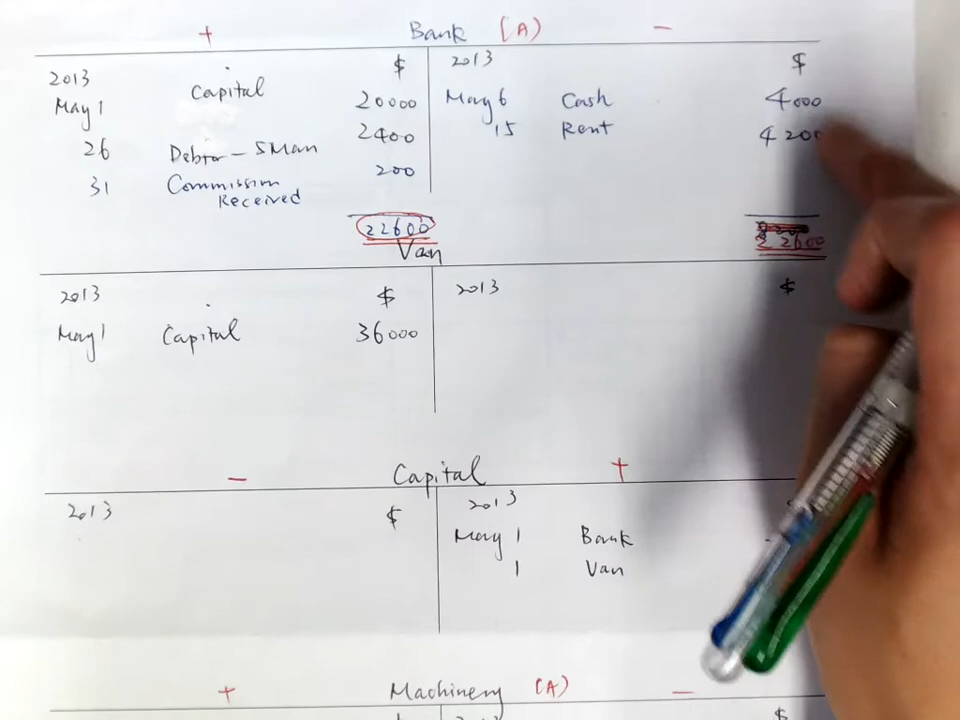 + Bank (A) −
2013 $ 2013 $
May 1 Capital 20000 May 6 Cash 4000
26 Debtor - SMan 2400 15 Rent 4200
31 Commission Received 200
22600 22600
Van
2013 $ 2013 $
May 1 Capital 36000
− Capital +
2013 $ 2013
May 1 Bank
1 Van
+ Machinery (A) −
$